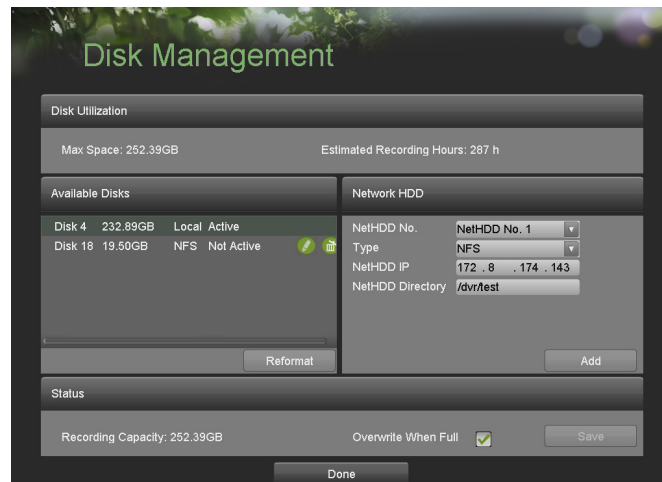 Disk Management
Disk Utilization
Max Space: 252.39GB Estimated Recording Hours: 287 h
Available Disks
Disk 4 232.89GB Local Active
Disk 18 19.50GB NFS Not Active
Reformat
Network HDD
NetHDD No. NetHDD No. 1
Type NFS
NetHDD IP 172 .8 .174 .143
NetHDD Directory /dvr/test
Add
Status
Recording Capacity: 252.39GB Overwrite When Full Save
Done